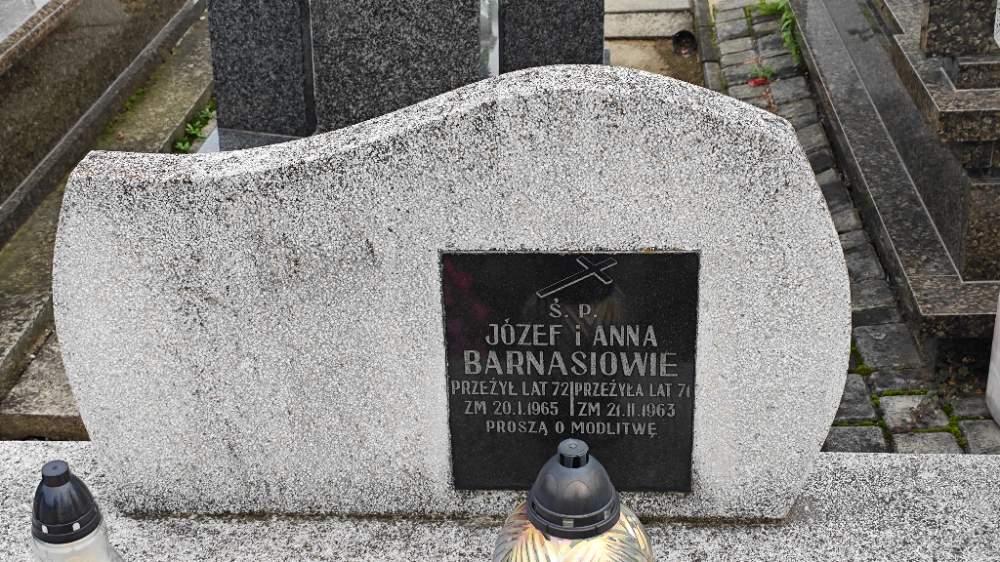 Ś. P.
JÓZEF i ANNA
BARNASIOWIE
PRZEŻYŁ LAT 72 PRZEŻYŁA LAT 71
ZM 20.I.1965 ZM 21.II.1963
PROSZĄ O MODLITWĘ